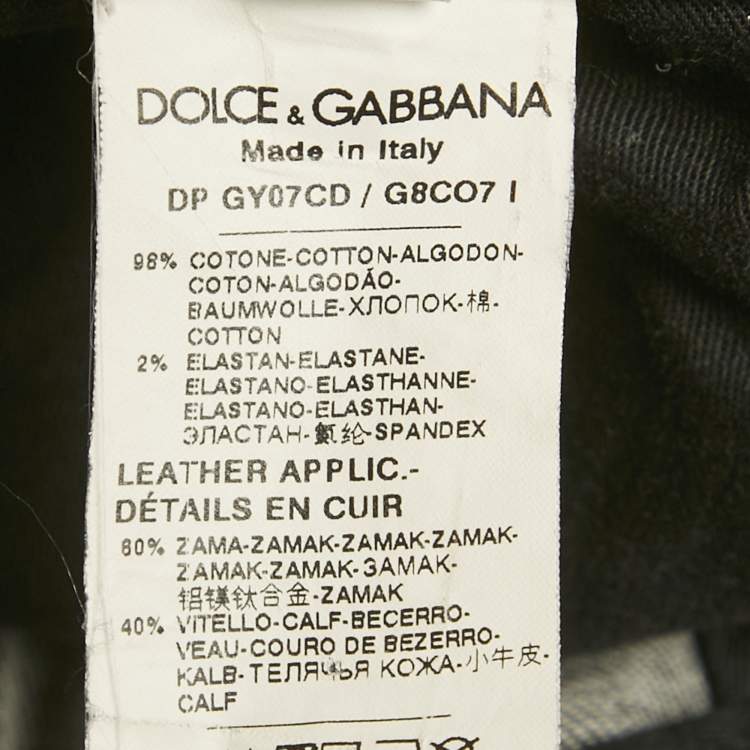 DOLCE & GABBANA
Made in Italy
DP GY07CD / G8CO7 I
98% COTONE-COTTON-ALGODON-
COTON-ALGODÃO-
BAUMWOLLE-ХЛОПОК-棉-
COTTON
2% ELASTAN-ELASTANE-
ELASTANO-ELASTHANNE-
ELASTANO-ELASTHAN-
ЭЛАСТАН-氨纶-SPANDEX
LEATHER APPLIC.-
DÉTAILS EN CUIR
60% ZAMA-ZAMAK-ZAMAK-ZAMAK-
ZAMAK-ZAMAK-ЗАМАK-
铝镁钛合金-ZAMAK
40% VITELLO-CALF-BECERRO-
VEAU-COURO DE BEZERRO-
KALB-ТЕЛЯЧЬЯ КОЖА-小牛皮-
CALF